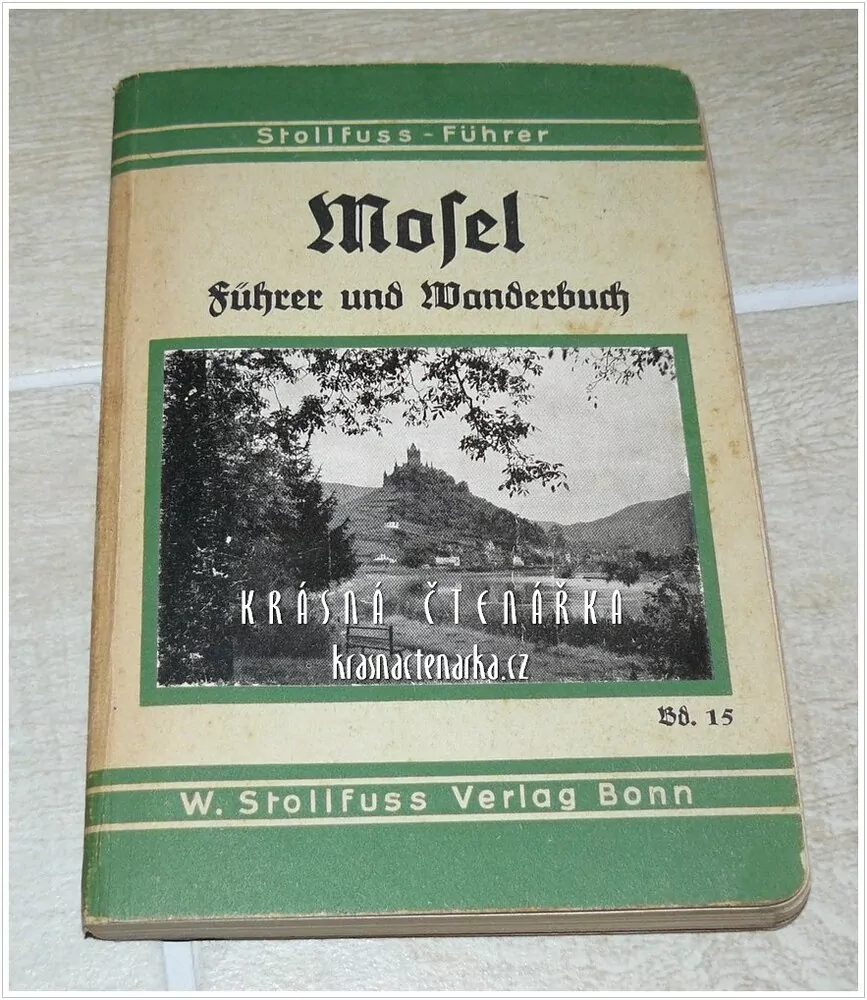 Stollfuss-Führer
Moſel
Führer und Wanderbuch
KRÁSNÁ ČTENÁŘKA
krasnactenarka.cz
Bd. 15
W. Stollfuss Verlag Bonn